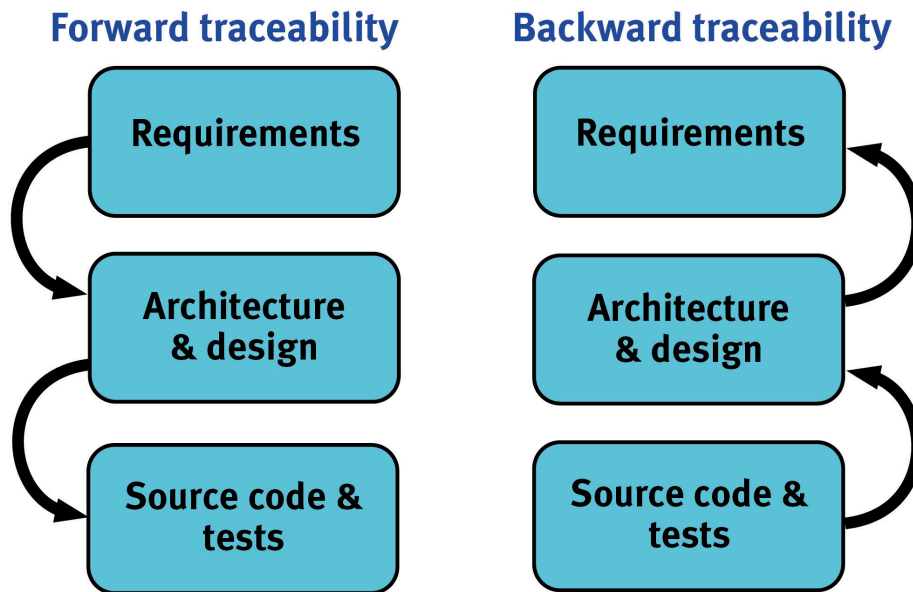 Forward traceability
Requirements
Architecture
& design
Source code &
tests
Backward traceability
Requirements
Architecture
& design
Source code &
tests